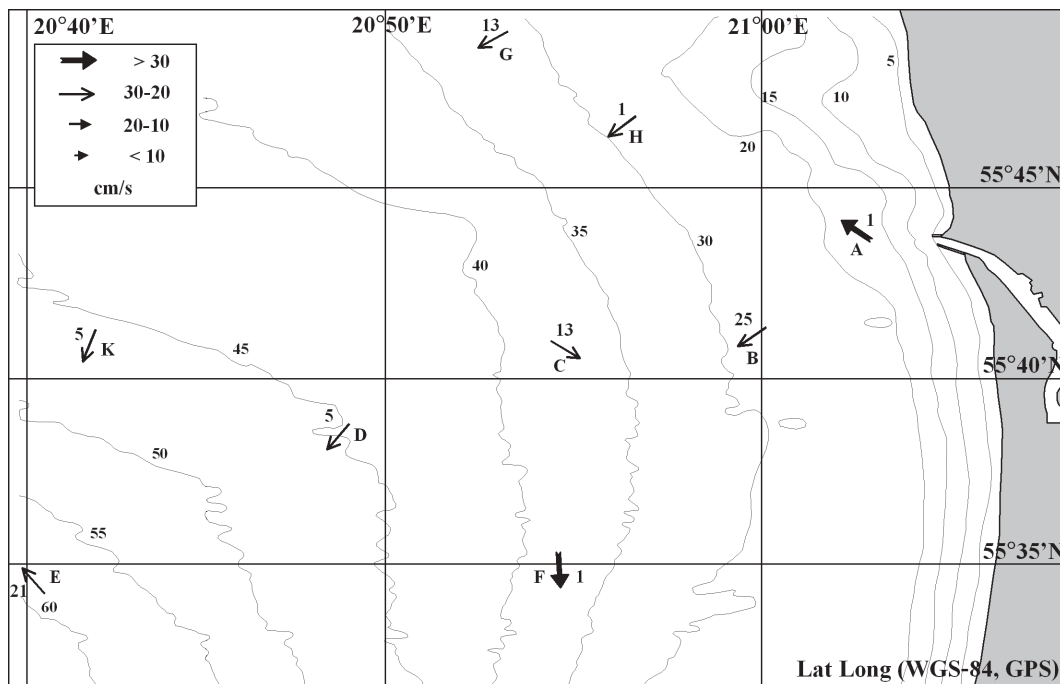 20°40'E
20°50'E
21°00'E
> 30
30-20
20-10
< 10
cm/s
13
G
1
H
5
15
10
20
55°45'N
35
30
40
1
A
5
K
45
13
C
25
B
55°40'N
5
D
50
55
55°35'N
E
21
60
F
1
Lat Long (WGS-84, GPS)